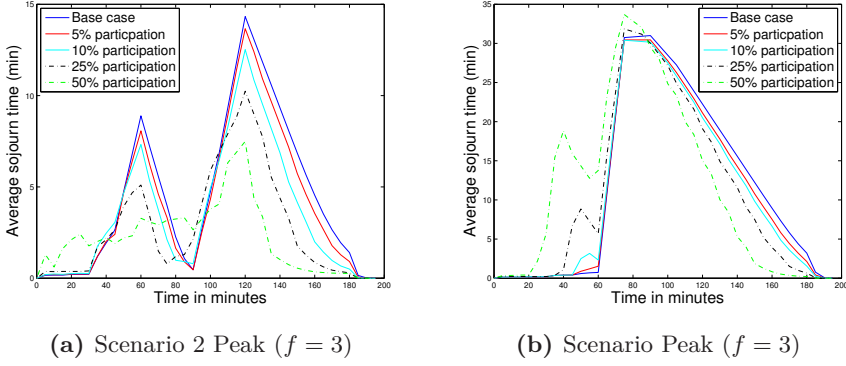 Base case
5% particpation
10% participation
25% participation
50% participation
Average sojourn time (min)
15
10
5
0
0 20 40 60 80 100 120 140 160 180 200
Time in minutes
(a) Scenario 2 Peak (f = 3)
Base case
5% participation
10% participation
25% participation
50% participation
Average sojourn time (min)
35
30
25
20
15
10
5
0
0 20 40 60 80 100 120 140 160 180 200
Time in minutes
(b) Scenario Peak (f = 3)